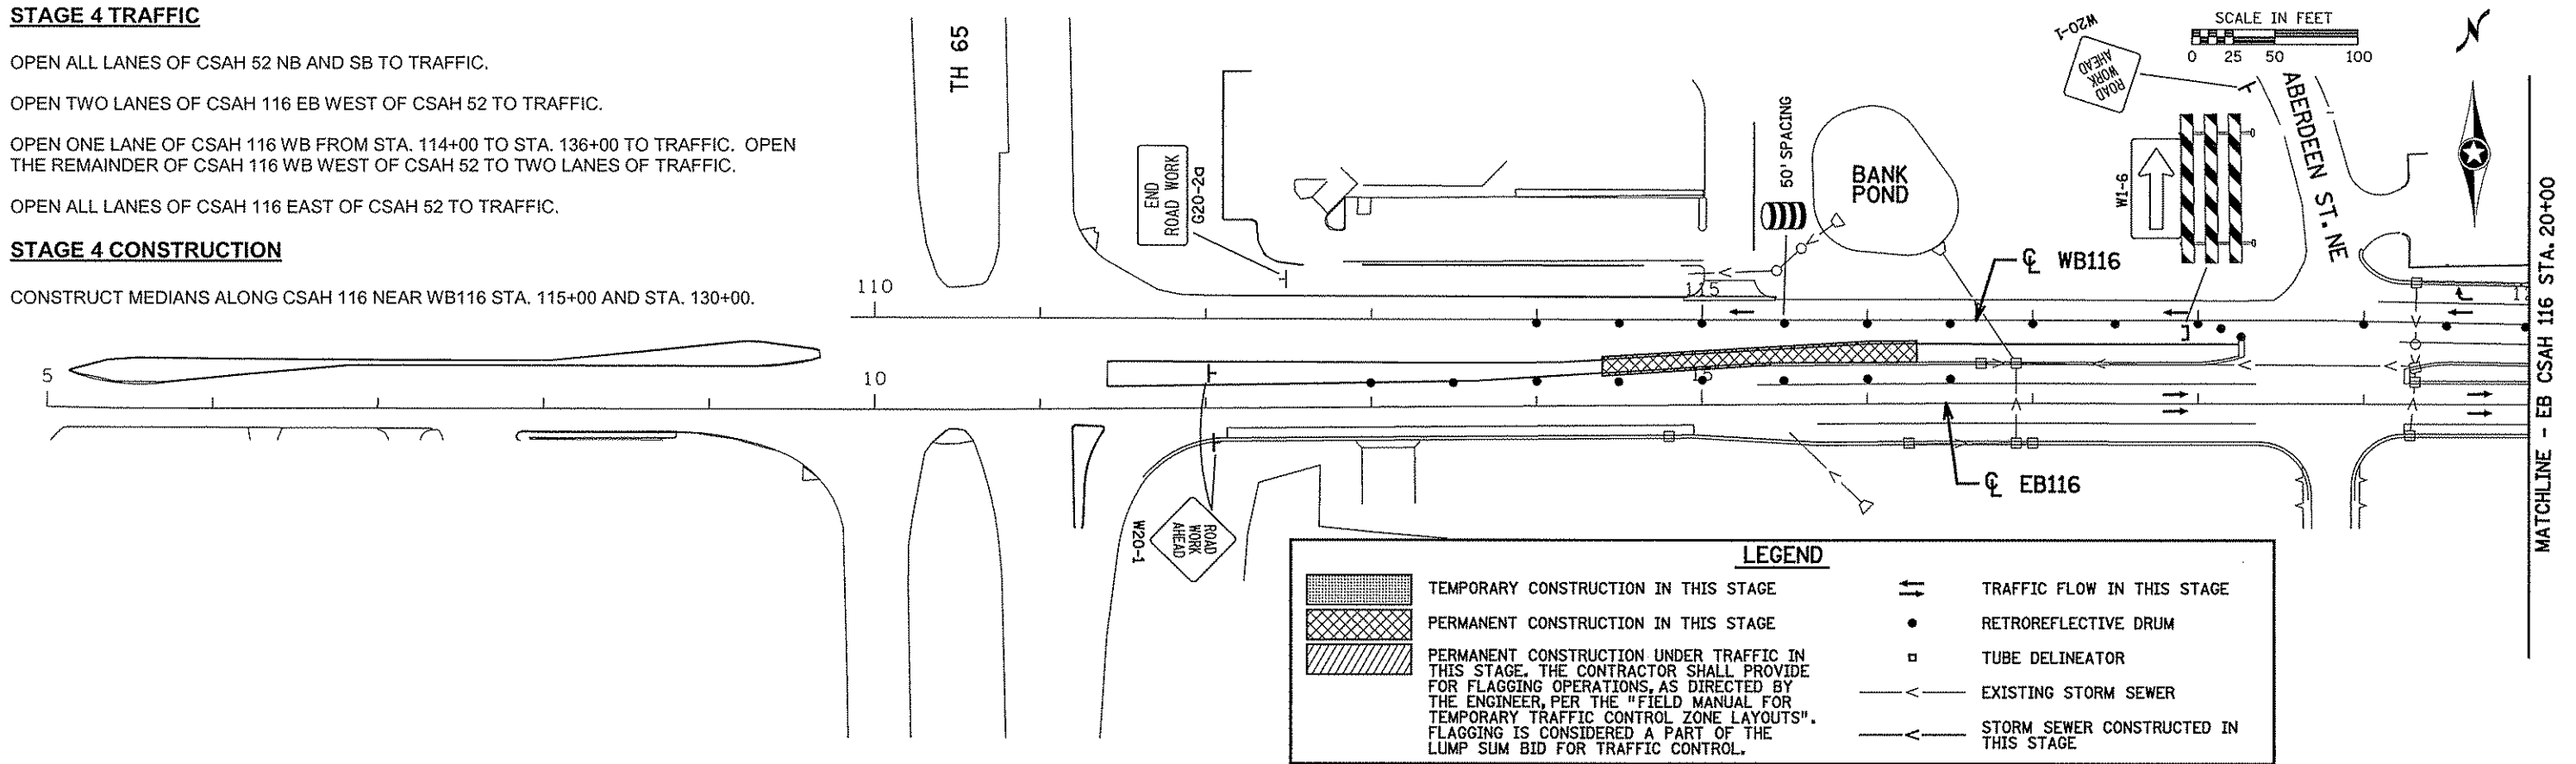 STAGE 4 TRAFFIC
OPEN ALL LANES OF CSAH 52 NB AND SB TO TRAFFIC.
OPEN TWO LANES OF CSAH 116 EB WEST OF CSAH 52 TO TRAFFIC.
OPEN ONE LANE OF CSAH 116 WB FROM STA. 114+00 TO STA. 136+00 TO TRAFFIC. OPEN
THE REMAINDER OF CSAH 116 WB WEST OF CSAH 52 TO TWO LANES OF TRAFFIC.
OPEN ALL LANES OF CSAH 116 EAST OF CSAH 52 TO TRAFFIC.
STAGE 4 CONSTRUCTION
CONSTRUCT MEDIANS ALONG CSAH 116 NEAR WB116 STA. 115+00 AND STA. 130+00.
TH 65
END
ROAD WORK
G20-2a
50' SPACING
BANK
POND
W20-1
ROAD
WORK
AHEAD
SCALE IN FEET
0 25 50 100
N
W1-6
ABERDEEN ST. NE
℄ WB116
110
115
5
10
15
℄ EB116
W20-1
ROAD
WORK
AHEAD
MATCHLINE - EB CSAH 116 STA. 20+00
LEGEND
TEMPORARY CONSTRUCTION IN THIS STAGE
PERMANENT CONSTRUCTION IN THIS STAGE
PERMANENT CONSTRUCTION UNDER TRAFFIC IN
THIS STAGE. THE CONTRACTOR SHALL PROVIDE
FOR FLAGGING OPERATIONS, AS DIRECTED BY
THE ENGINEER, PER THE "FIELD MANUAL FOR
TEMPORARY TRAFFIC CONTROL ZONE LAYOUTS".
FLAGGING IS CONSIDERED A PART OF THE
LUMP SUM BID FOR TRAFFIC CONTROL.
TRAFFIC FLOW IN THIS STAGE
RETROREFLECTIVE DRUM
TUBE DELINEATOR
EXISTING STORM SEWER
STORM SEWER CONSTRUCTED IN
THIS STAGE